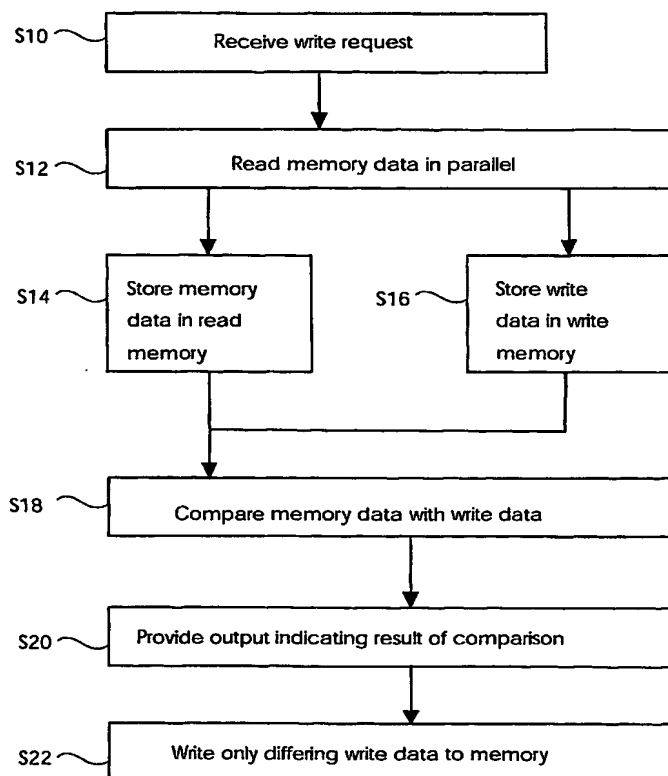 S10
Receive write request
S12
Read memory data in parallel
S14
Store memory
data in read
memory
S16
Store write
data in write
memory
S18
Compare memory data with write data
S20
Provide output indicating result of comparison
S22
Write only differing write data to memory